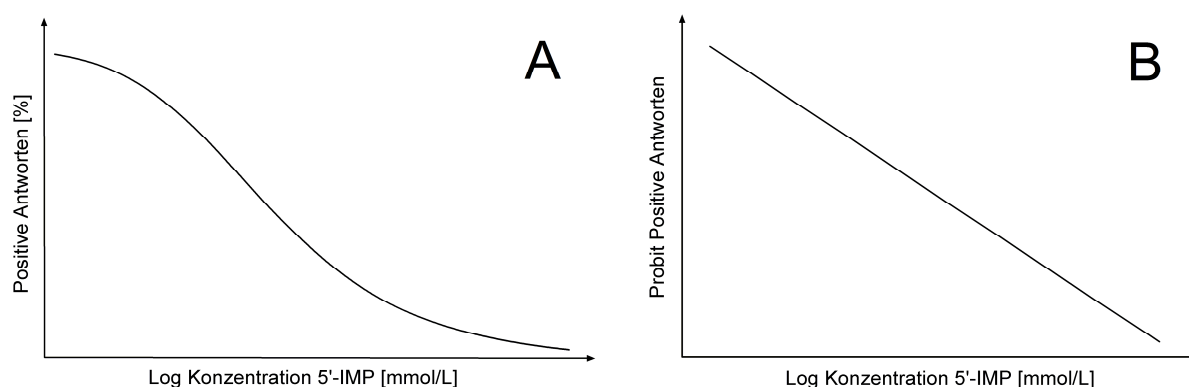 A
Positive Antworten [%]
Log Konzentration 5'-IMP [mmol/L]
B
Probit Positive Antworten
Log Konzentration 5'-IMP [mmol/L]